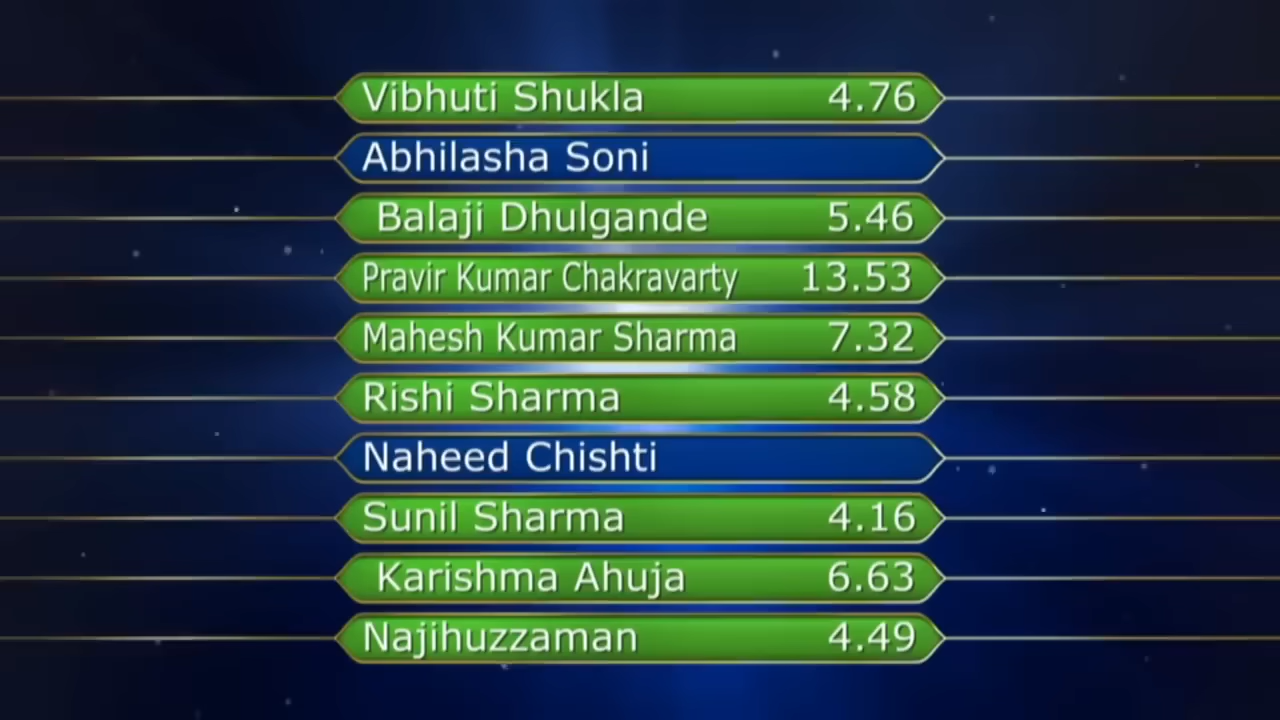 Vibhuti Shukla 4.76
Abhilasha Soni
Balaji Dhulgande 5.46
Pravir Kumar Chakravarty 13.53
Mahesh Kumar Sharma 7.32
Rishi Sharma 4.58
Naheed Chishti
Sunil Sharma 4.16
Karishma Ahuja 6.63
Najihuzzaman 4.49